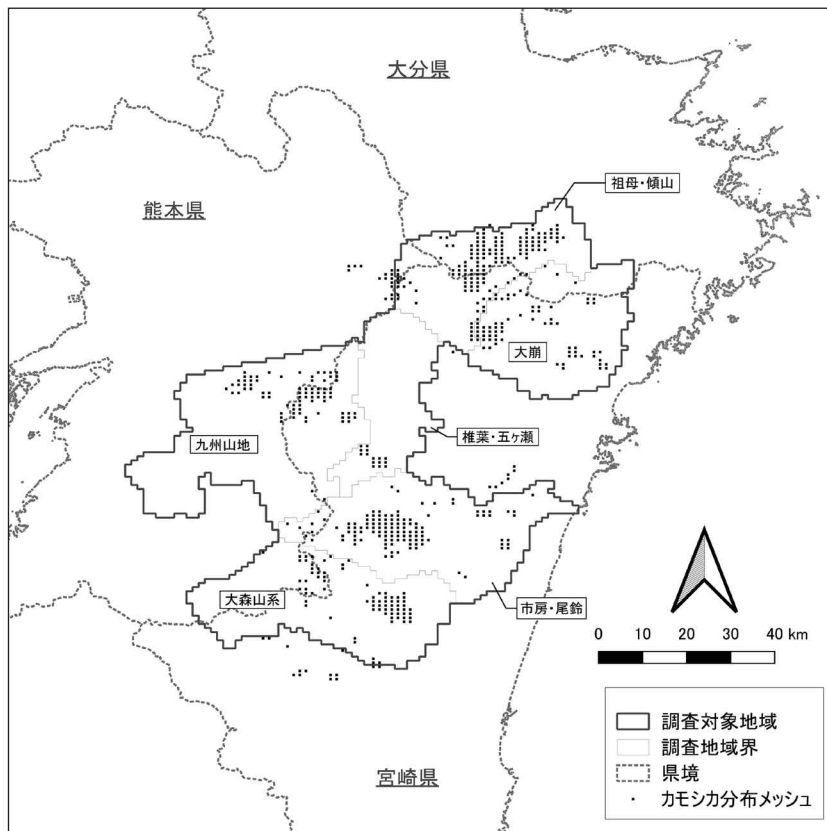 大分県
祖母・傾山
熊本県
大崩
椎葉・五ヶ瀬
九州山地
大森山系
市房・尾鈴
0 10 20 30 40 km
調査対象地域
調査地域界
県境
カモシカ分布メッシュ
宮崎県